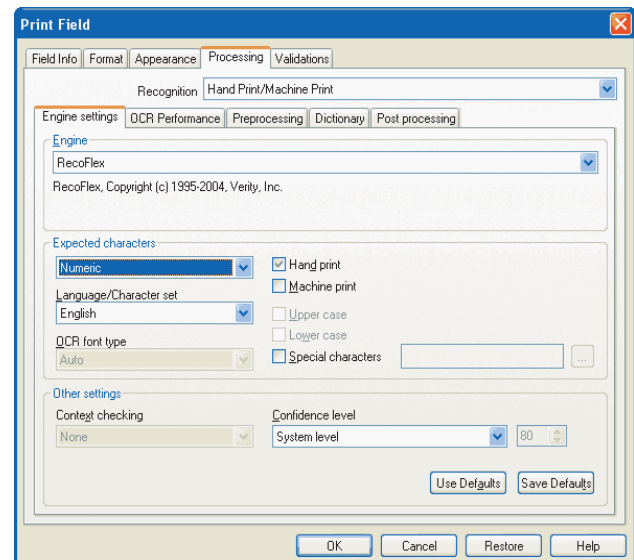 Print Field
Field Info Format Appearance Processing Validations
Recognition Hand Print/Machine Print
Engine settings OCR Performance Preprocessing Dictionary Post processing
Engine
RecoFlex
RecoFlex, Copyright (c) 1995-2004, Verity, Inc.
Expected characters
Numeric
Hand print
Machine print
Language/Character set
English
Upper case
Lower case
OCR font type
Auto
Special characters
...
Other settings
Context checking
None
Confidence level
System level
80
Use Defaults Save Defaults
OK Cancel Restore Help